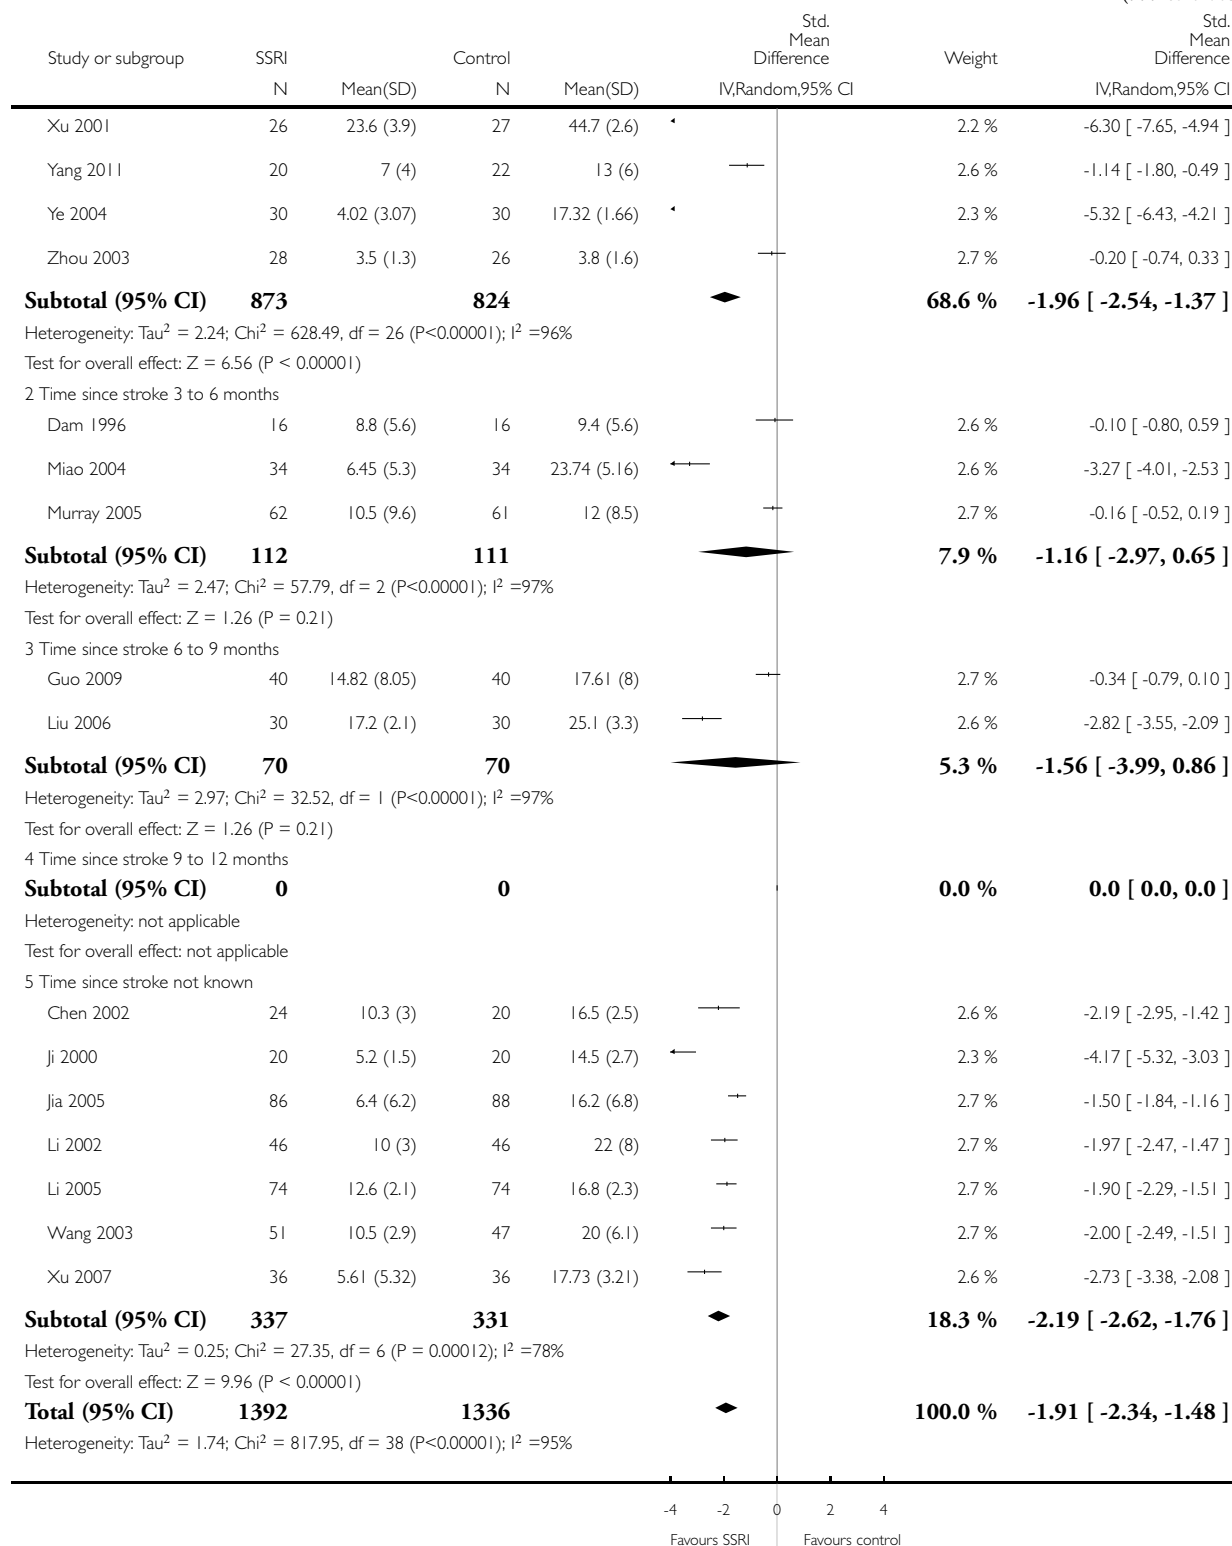 Std.
Mean
Difference
Std.
Mean
Difference
Study or subgroup SSRI Control Weight
N Mean(SD) N Mean(SD) IV,Random,95% CI IV,Random,95% CI
Xu 2001 26 23.6 (3.9) 27 44.7 (2.6) 2.2 % -6.30 [ -7.65, -4.94 ]
Yang 2011 20 7 (4) 22 13 (6) 2.6 % -1.14 [ -1.80, -0.49 ]
Ye 2004 30 4.02 (3.07) 30 17.32 (1.66) 2.3 % -5.32 [ -6.43, -4.21 ]
Zhou 2003 28 3.5 (1.3) 26 3.8 (1.6) 2.7 % -0.20 [ -0.74, 0.33 ]
Subtotal (95% CI) 873 824 68.6 % -1.96 [ -2.54, -1.37 ]
Heterogeneity: Tau² = 2.24; Chi² = 628.49, df = 26 (P<0.00001); I² =96%
Test for overall effect: Z = 6.56 (P < 0.00001)
2 Time since stroke 3 to 6 months
Dam 1996 16 8.8 (5.6) 16 9.4 (5.6) 2.6 % -0.10 [ -0.80, 0.59 ]
Miao 2004 34 6.45 (5.3) 34 23.74 (5.16) 2.6 % -3.27 [ -4.01, -2.53 ]
Murray 2005 62 10.5 (9.6) 61 12 (8.5) 2.7 % -0.16 [ -0.52, 0.19 ]
Subtotal (95% CI) 112 111 7.9 % -1.16 [ -2.97, 0.65 ]
Heterogeneity: Tau² = 2.47; Chi² = 57.79, df = 2 (P<0.00001); I² =97%
Test for overall effect: Z = 1.26 (P = 0.21)
3 Time since stroke 6 to 9 months
Guo 2009 40 14.82 (8.05) 40 17.61 (8) 2.7 % -0.34 [ -0.79, 0.10 ]
Liu 2006 30 17.2 (2.1) 30 25.1 (3.3) 2.6 % -2.82 [ -3.55, -2.09 ]
Subtotal (95% CI) 70 70 5.3 % -1.56 [ -3.99, 0.86 ]
Heterogeneity: Tau² = 2.97; Chi² = 32.52, df = 1 (P<0.00001); I² =97%
Test for overall effect: Z = 1.26 (P = 0.21)
4 Time since stroke 9 to 12 months
Subtotal (95% CI) 0 0 0.0 % 0.0 [ 0.0, 0.0 ]
Heterogeneity: not applicable
Test for overall effect: not applicable
5 Time since stroke not known
Chen 2002 24 10.3 (3) 20 16.5 (2.5) 2.6 % -2.19 [ -2.95, -1.42 ]
Ji 2000 20 5.2 (1.5) 20 14.5 (2.7) 2.3 % -4.17 [ -5.32, -3.03 ]
Jia 2005 86 6.4 (6.2) 88 16.2 (6.8) 2.7 % -1.50 [ -1.84, -1.16 ]
Li 2002 46 10 (3) 46 22 (8) 2.7 % -1.97 [ -2.47, -1.47 ]
Li 2005 74 12.6 (2.1) 74 16.8 (2.3) 2.7 % -1.90 [ -2.29, -1.51 ]
Wang 2003 51 10.5 (2.9) 47 20 (6.1) 2.7 % -2.00 [ -2.49, -1.51 ]
Xu 2007 36 5.61 (5.32) 36 17.73 (3.21) 2.6 % -2.73 [ -3.38, -2.08 ]
Subtotal (95% CI) 337 331 18.3 % -2.19 [ -2.62, -1.76 ]
Heterogeneity: Tau² = 0.25; Chi² = 27.35, df = 6 (P = 0.00012); I² =78%
Test for overall effect: Z = 9.96 (P < 0.00001)
Total (95% CI) 1392 1336 100.0 % -1.91 [ -2.34, -1.48 ]
Heterogeneity: Tau² = 1.74; Chi² = 817.95, df = 38 (P<0.00001); I² =95%
-4 -2 0 2 4
Favours SSRI Favours control